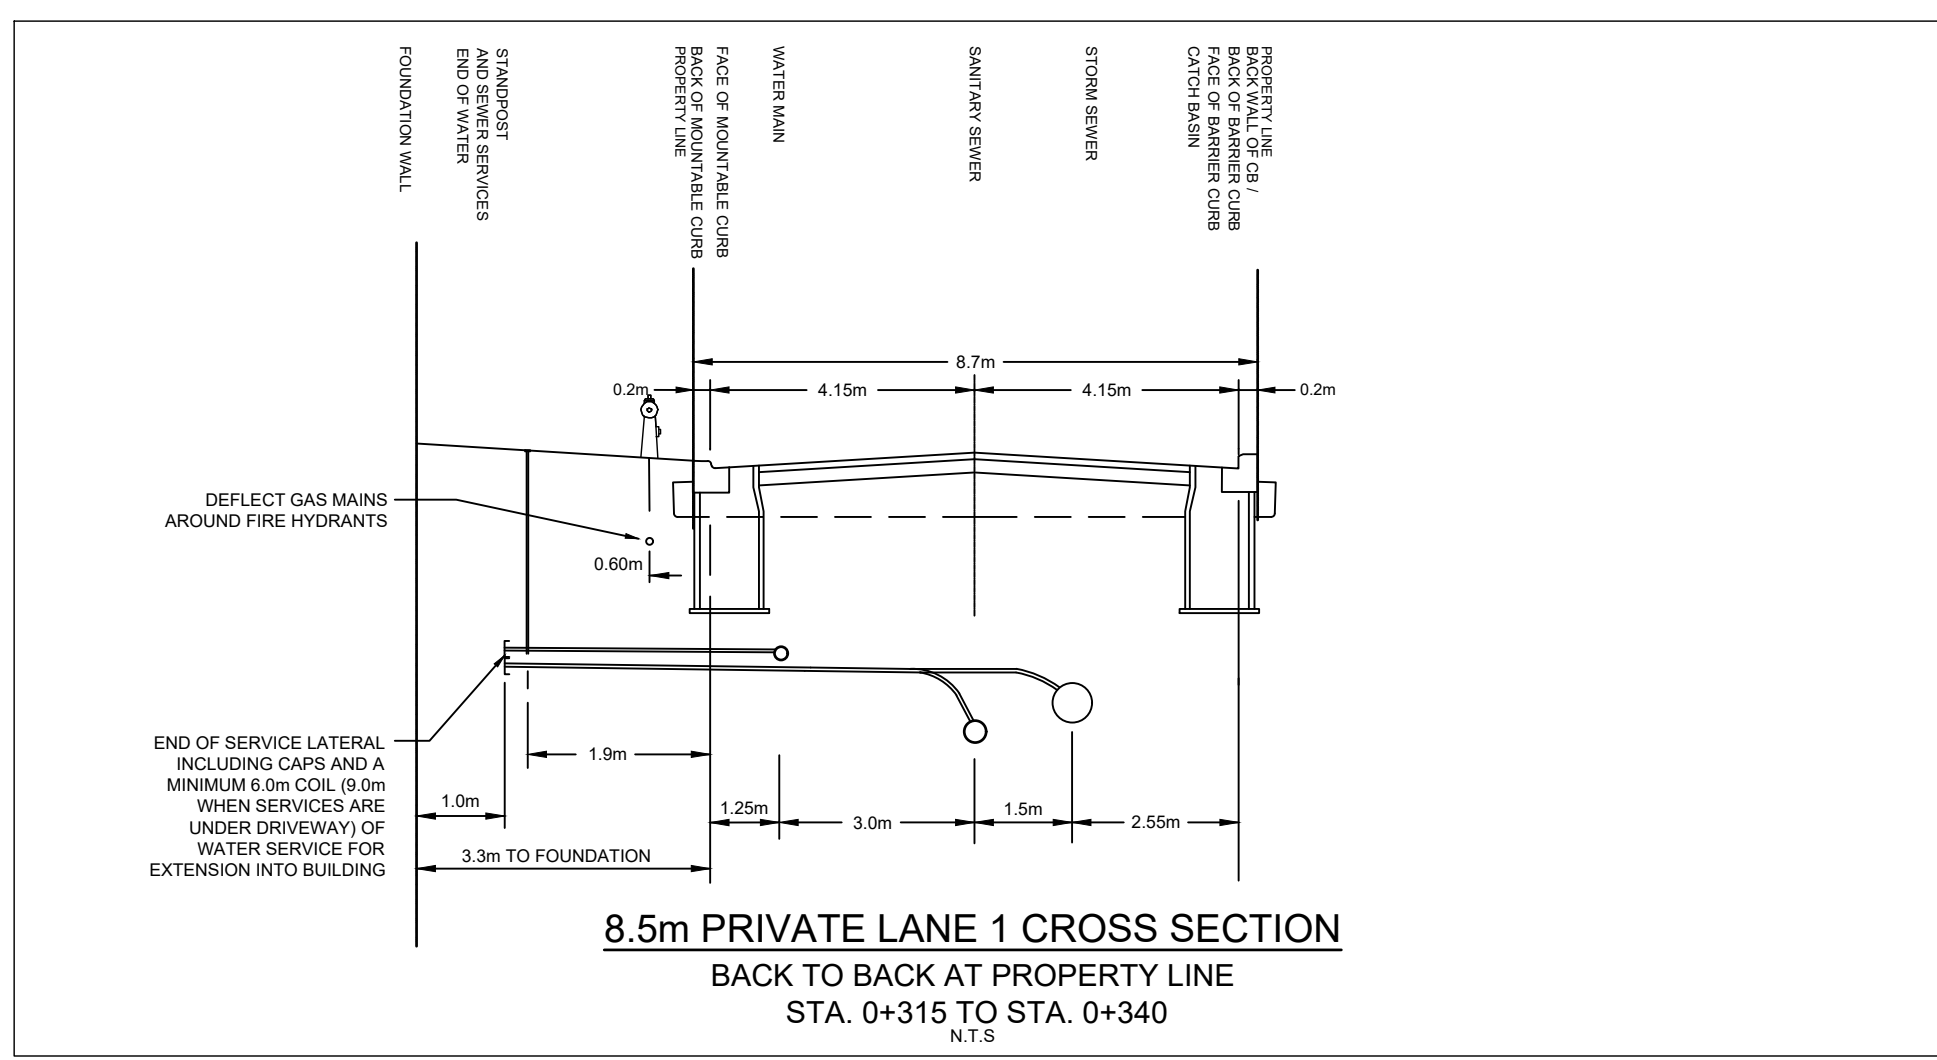 FOUNDATION WALL
STANDPOST
AND SEWER SERVICES
END OF WATER
FACE OF MOUNTABLE CURB
BACK OF MOUNTABLE CURB
PROPERTY LINE
WATER MAIN
SANITARY SEWER
STORM SEWER
PROPERTY LINE
BACK WALL OF CB /
BACK OF BARRIER CURB
FACE OF BARRIER CURB
CATCH BASIN
8.7m
0.2m
4.15m
4.15m
0.2m
DEFLECT GAS MAINS
AROUND FIRE HYDRANTS
0.60m
END OF SERVICE LATERAL
INCLUDING CAPS AND A
MINIMUM 6.0m COIL (9.0m
WHEN SERVICES ARE
UNDER DRIVEWAY) OF
WATER SERVICE FOR
EXTENSION INTO BUILDING
1.9m
1.0m
1.25m
3.0m
1.5m
2.55m
3.3m TO FOUNDATION
8.5m PRIVATE LANE 1 CROSS SECTION
BACK TO BACK AT PROPERTY LINE
STA. 0+315 TO STA. 0+340
N.T.S